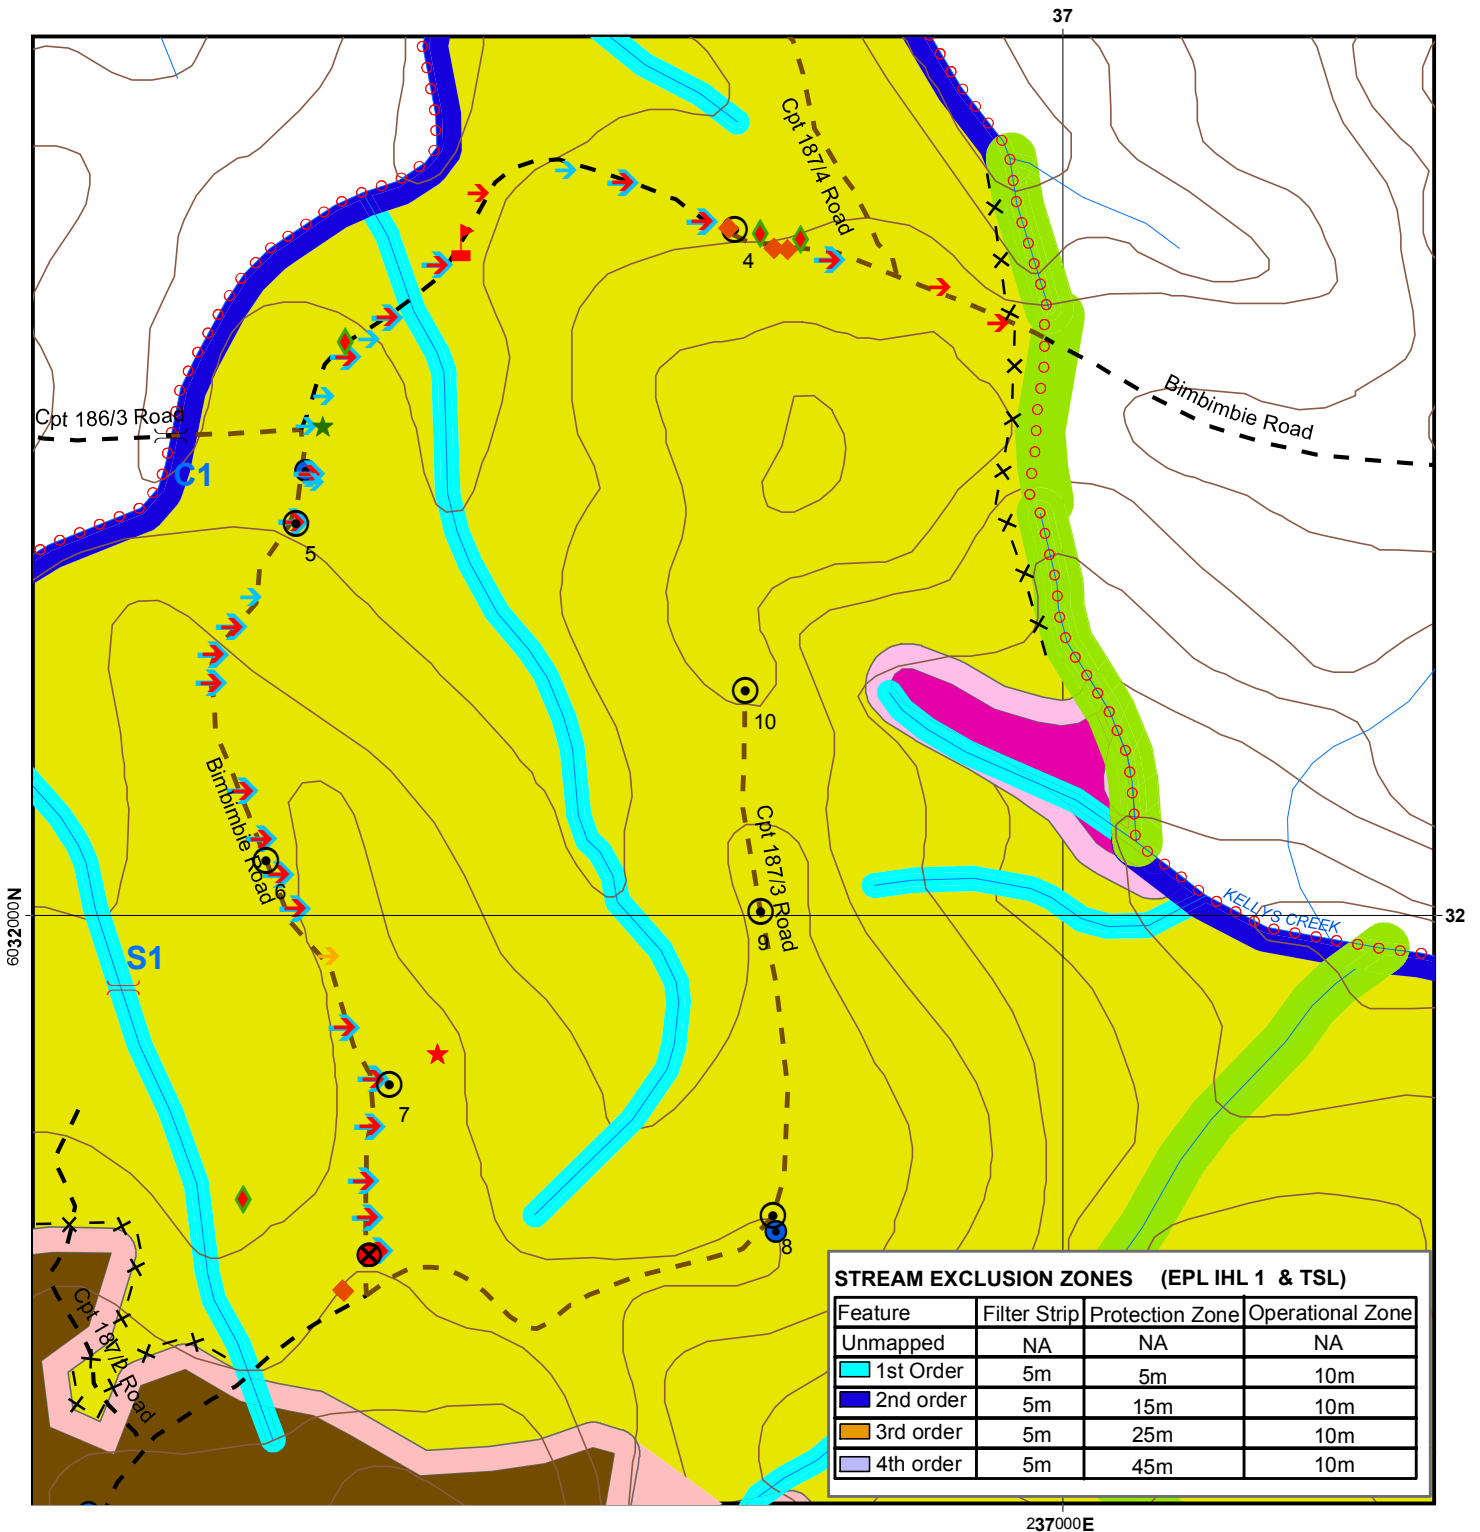 37
Cpt 187/4 Road
4
Cpt 186/3 Road
Bimbimbie Road
C1
5
10
Bimbimbie Road
Cpt 187/3 Road
6
9
KELLYS CREEK
6032000N
32
S1
7
8
Cpt 187/2 Road
STREAM EXCLUSION ZONES (EPL IHL 1 & TSL)
Feature Filter Strip Protection Zone Operational Zone
Unmapped NA NA NA
1st Order 5m 5m 10m
2nd order 5m 15m 10m
3rd order 5m 25m 10m
4th order 5m 45m 10m
237000E